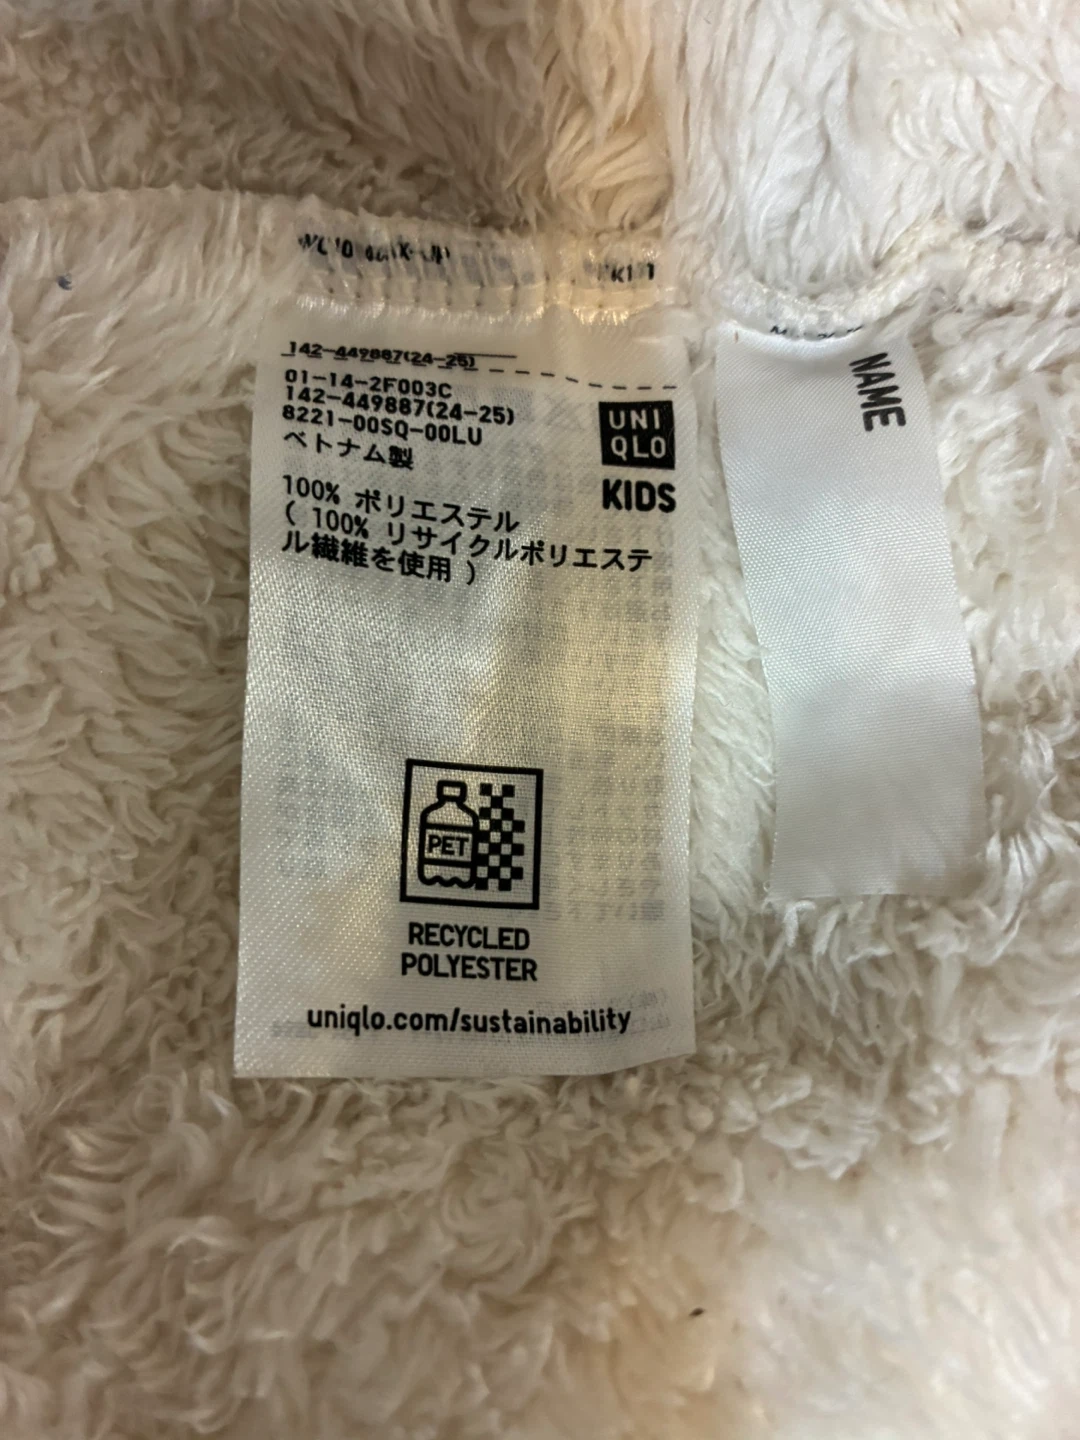 142-449887(24-25)
01-14-2F003C
142-449887(24-25)
8221-00SQ-00LU
ベトナム製
UNI
QLO
KIDS
100% ポリエステル
( 100% リサイクルポリエステ
ル繊維を使用 )
PET
RECYCLED
POLYESTER
uniqlo.com/sustainability
NAME